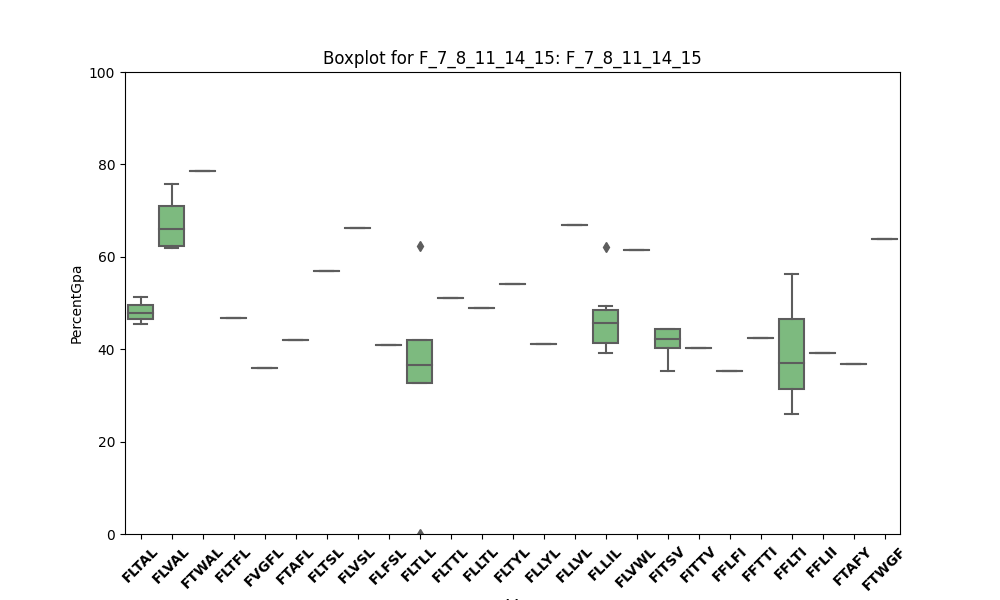 Boxplot for F_7_8_11_14_15: F_7_8_11_14_15
100
80
60
40
20
0
PercentGpa
FLTAL
FLVAL
FTWAL
FLTFL
FVGFL
FTAFL
FLTSL
FLVSL
FLFSL
FLTLL
FLTTL
FLLTL
FLTYL
FLLYL
FLLVL
FLLIL
FLVWL
FITSV
FITTV
FFLFI
FFTTI
FFLTI
FFLII
FTAFY
FTWGF